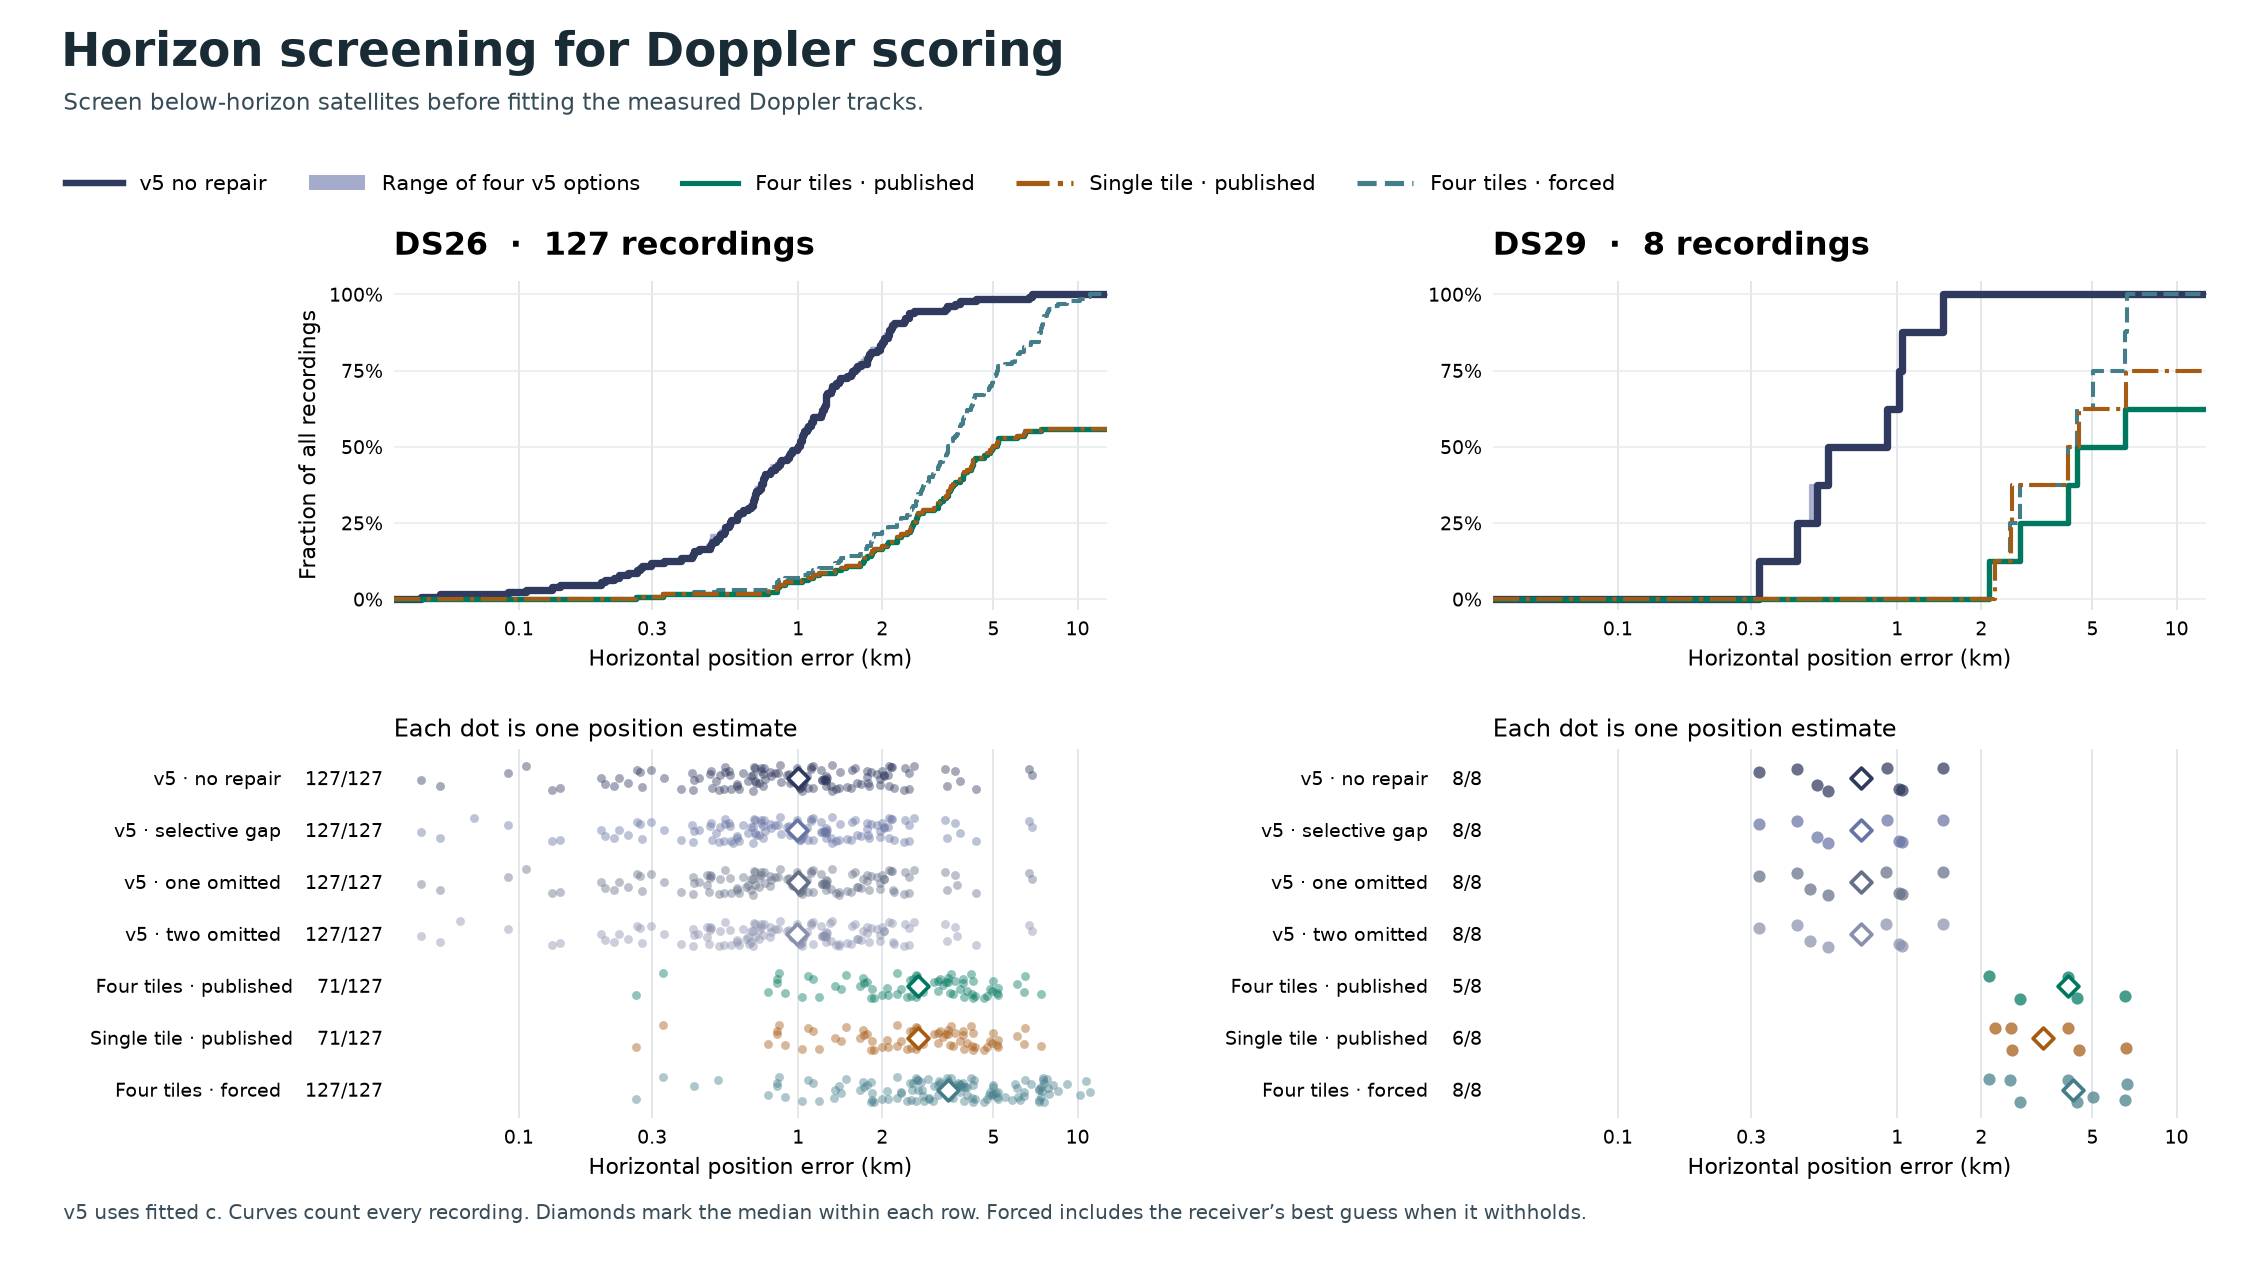 Horizon screening for Doppler scoring
Screen below-horizon satellites before fitting the measured Doppler tracks.
v5 no repair
Range of four v5 options
Four tiles · published
Single tile · published
Four tiles · forced
DS26 · 127 recordings
Fraction of all recordings
100%
75%
50%
25%
0%
0.1 0.3 1 2 5 10
Horizontal position error (km)
DS29 · 8 recordings
100%
75%
50%
25%
0%
0.1 0.3 1 2 5 10
Horizontal position error (km)
Each dot is one position estimate
v5 · no repair 127/127
v5 · selective gap 127/127
v5 · one omitted 127/127
v5 · two omitted 127/127
Four tiles · published 71/127
Single tile · published 71/127
Four tiles · forced 127/127
0.1 0.3 1 2 5 10
Horizontal position error (km)
Each dot is one position estimate
v5 · no repair 8/8
v5 · selective gap 8/8
v5 · one omitted 8/8
v5 · two omitted 8/8
Four tiles · published 5/8
Single tile · published 6/8
Four tiles · forced 8/8
0.1 0.3 1 2 5 10
Horizontal position error (km)
v5 uses fitted c. Curves count every recording. Diamonds mark the median within each row. Forced includes the receiver’s best guess when it withholds.